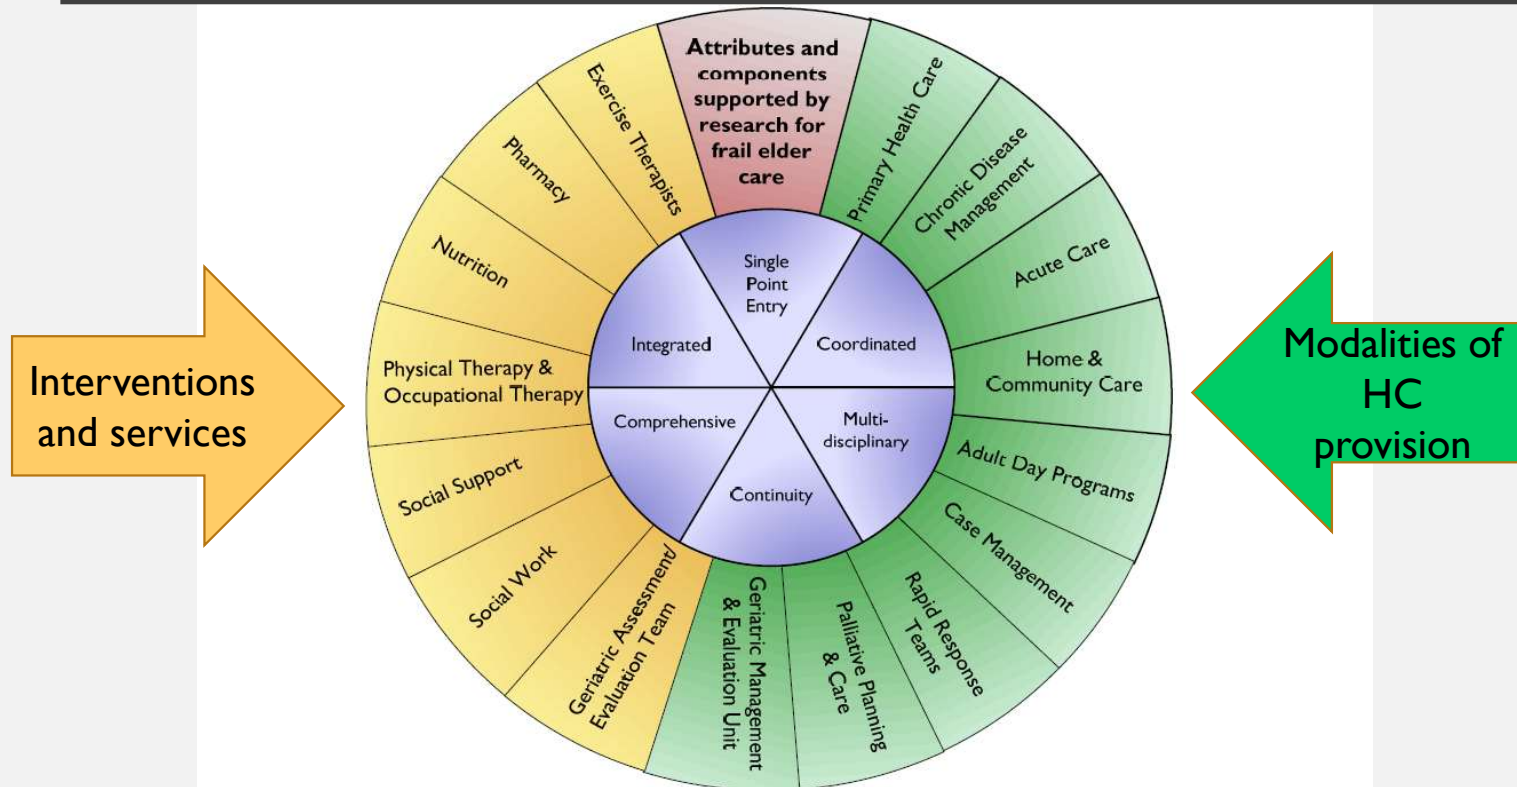 Attributes and
components
supported by
research for
frail elder
care
Primary Health Care
Chronic Disease
Management
Acute Care
Home &
Community Care
Adult Day Programs
Case Management
Rapid Response
Teams
Palliative Planning
& Care
Geriatric Management
& Evaluation Unit
Geriatric Assessment/
Evaluation Team
Social Work
Social Support
Physical Therapy &
Occupational Therapy
Nutrition
Pharmacy
Exercise Therapists
Single
Point
Entry
Coordinated
Multi-
disciplinary
Continuity
Comprehensive
Integrated
Interventions
and services
Modalities of
HC
provision